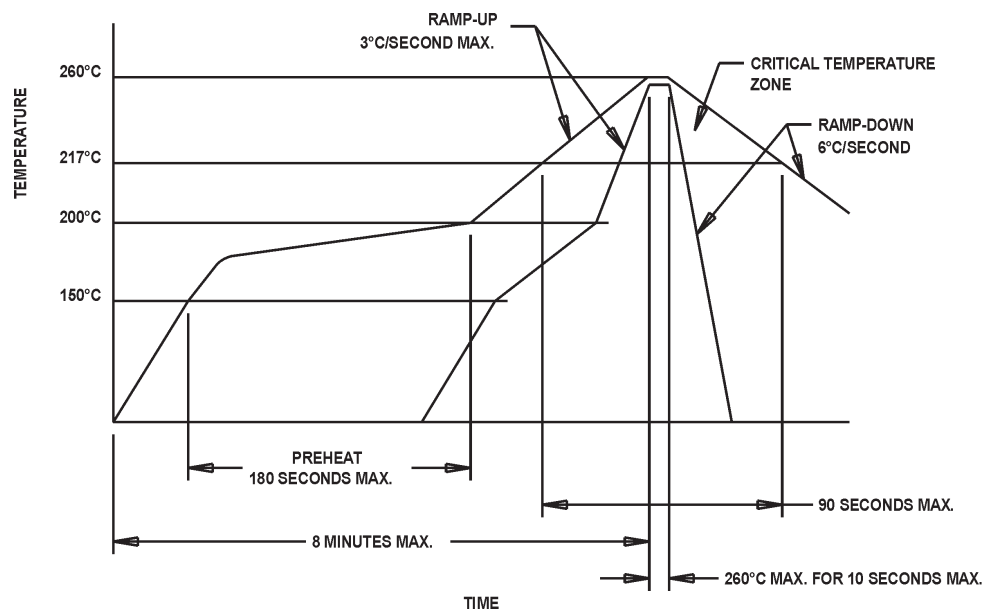 RAMP-UP
3°C/SECOND MAX.
260°C
CRITICAL TEMPERATURE
ZONE
RAMP-DOWN
6°C/SECOND
TEMPERATURE
217°C
200°C
150°C
PREHEAT
180 SECONDS MAX.
90 SECONDS MAX.
8 MINUTES MAX.
260°C MAX. FOR 10 SECONDS MAX.
TIME